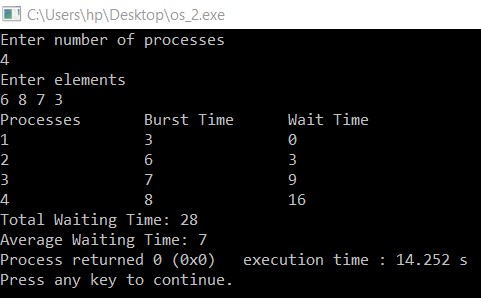 C:\Users\hp\Desktop\os_2.exe
Enter number of processes
4
Enter elements
6 8 7 3
Processes Burst Time Wait Time
1 3 0
2 6 3
3 7 9
4 8 16
Total Waiting Time: 28
Average Waiting Time: 7
Process returned 0 (0x0) execution time : 14.252 s
Press any key to continue.